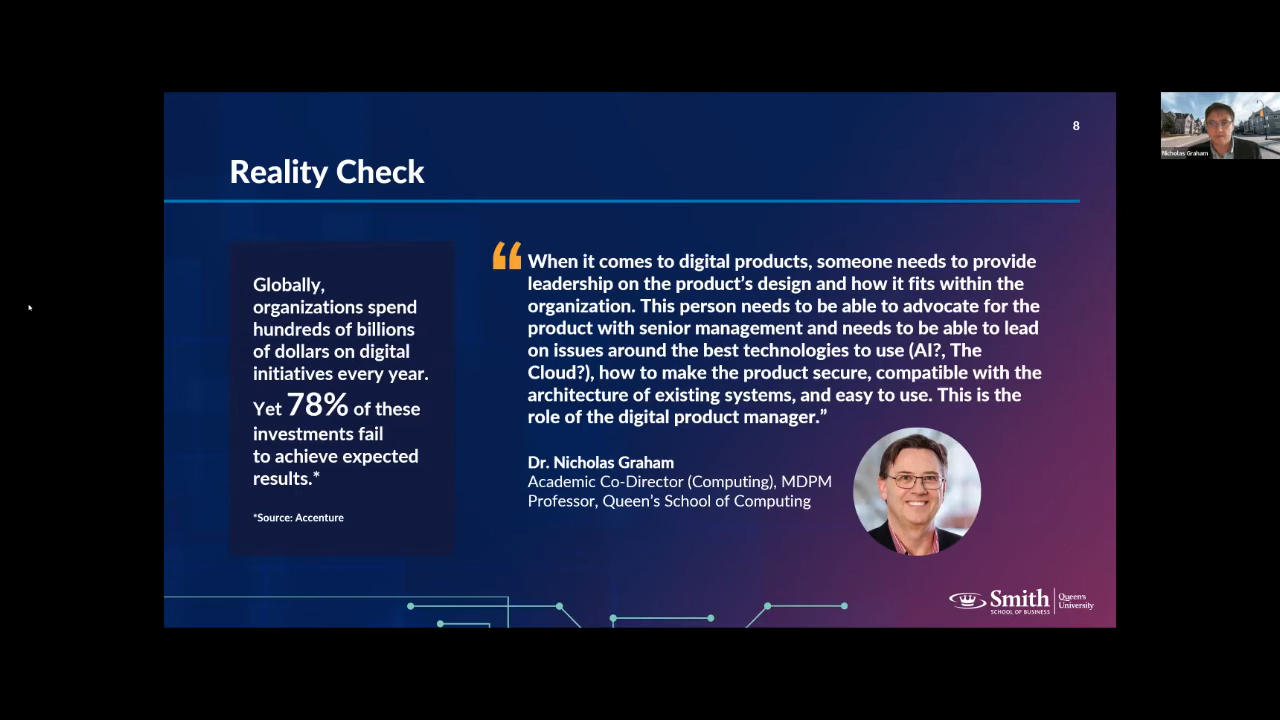 8
Reality Check
Globally,
organizations spend
hundreds of billions
of dollars on digital
initiatives every year.
Yet 78% of these
investments fail
to achieve expected
results.*
*Source: Accenture
“
When it comes to digital products, someone needs to provide
leadership on the product’s design and how it fits within the
organization. This person needs to be able to advocate for the
product with senior management and needs to be able to lead
on issues around the best technologies to use (AI?, The
Cloud?), how to make the product secure, compatible with the
architecture of existing systems, and easy to use. This is the
role of the digital product manager.”
Dr. Nicholas Graham
Academic Co-Director (Computing), MDPM
Professor, Queen’s School of Computing
Smith
SCHOOL OF BUSINESS
Queen's
University
Nicholas Graham